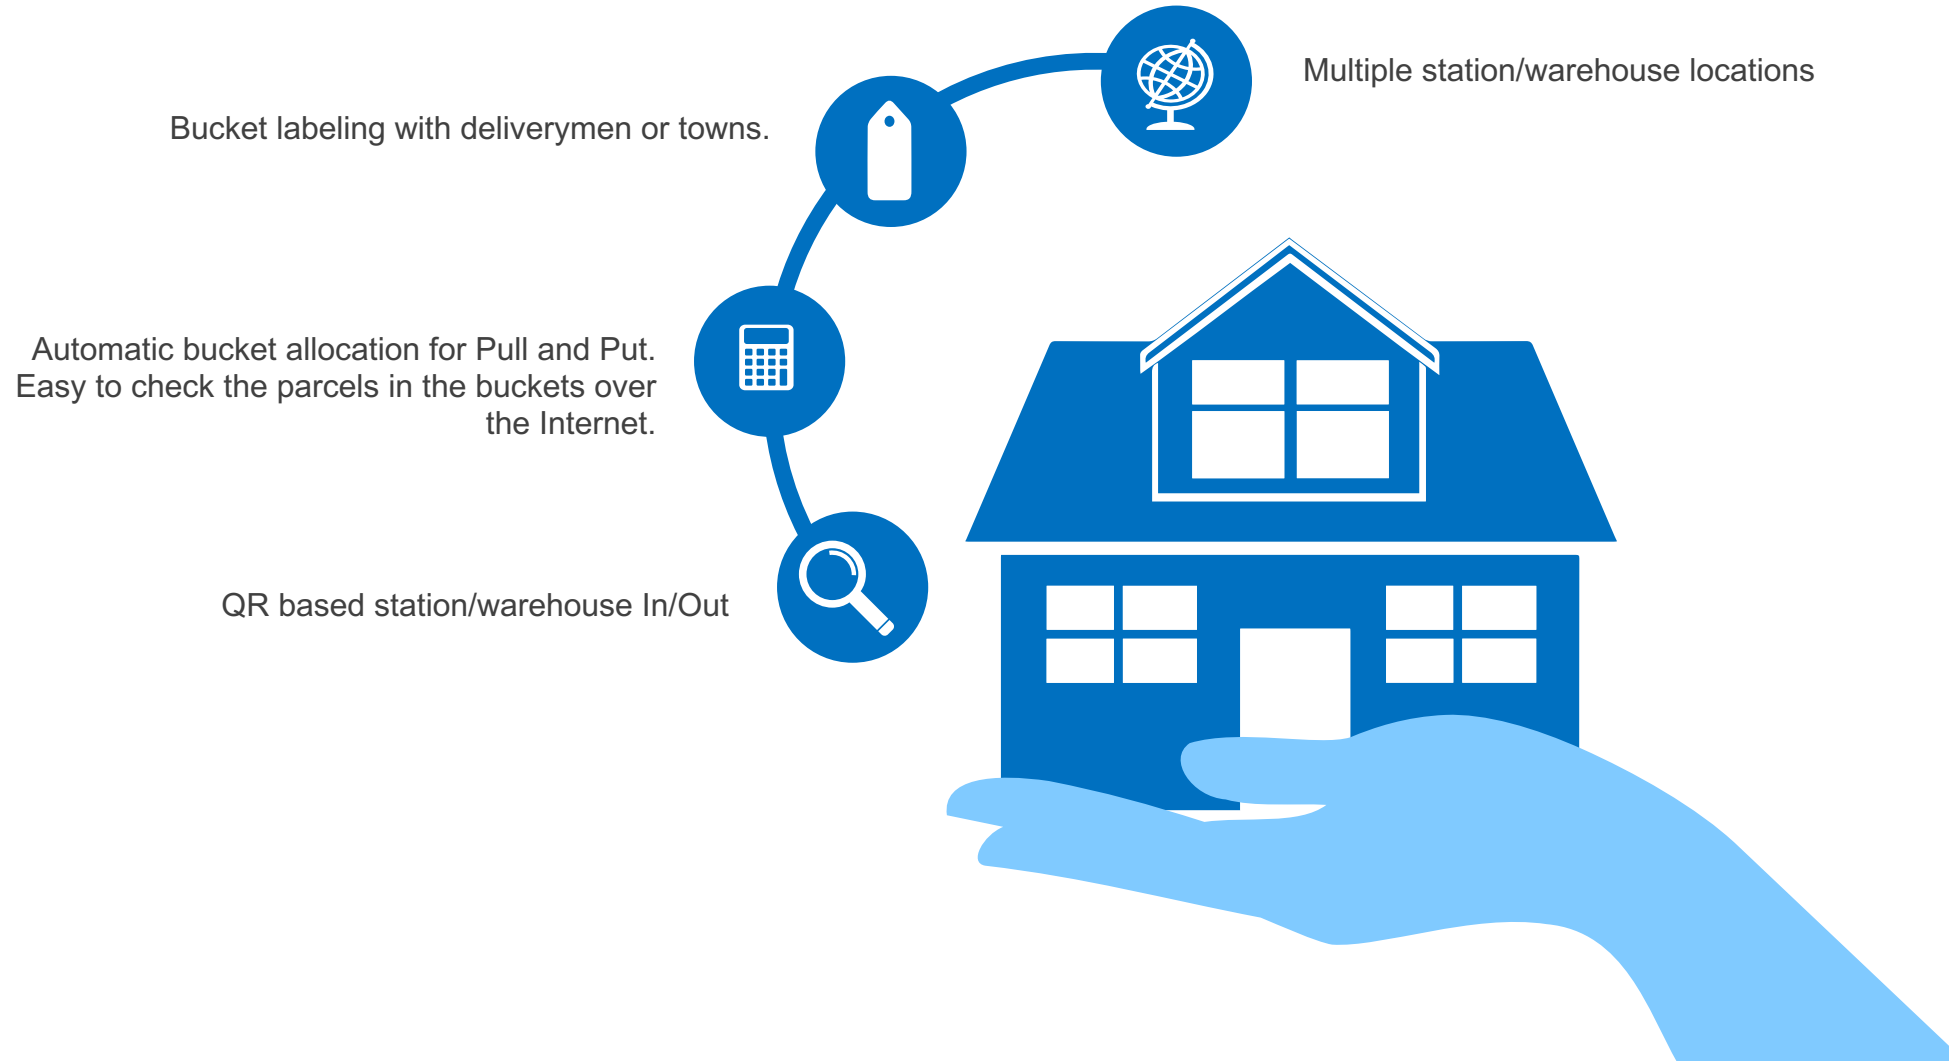 Multiple station/warehouse locations
Bucket labeling with deliverymen or towns.
Automatic bucket allocation for Pull and Put.
Easy to check the parcels in the buckets over
the Internet.
QR based station/warehouse In/Out